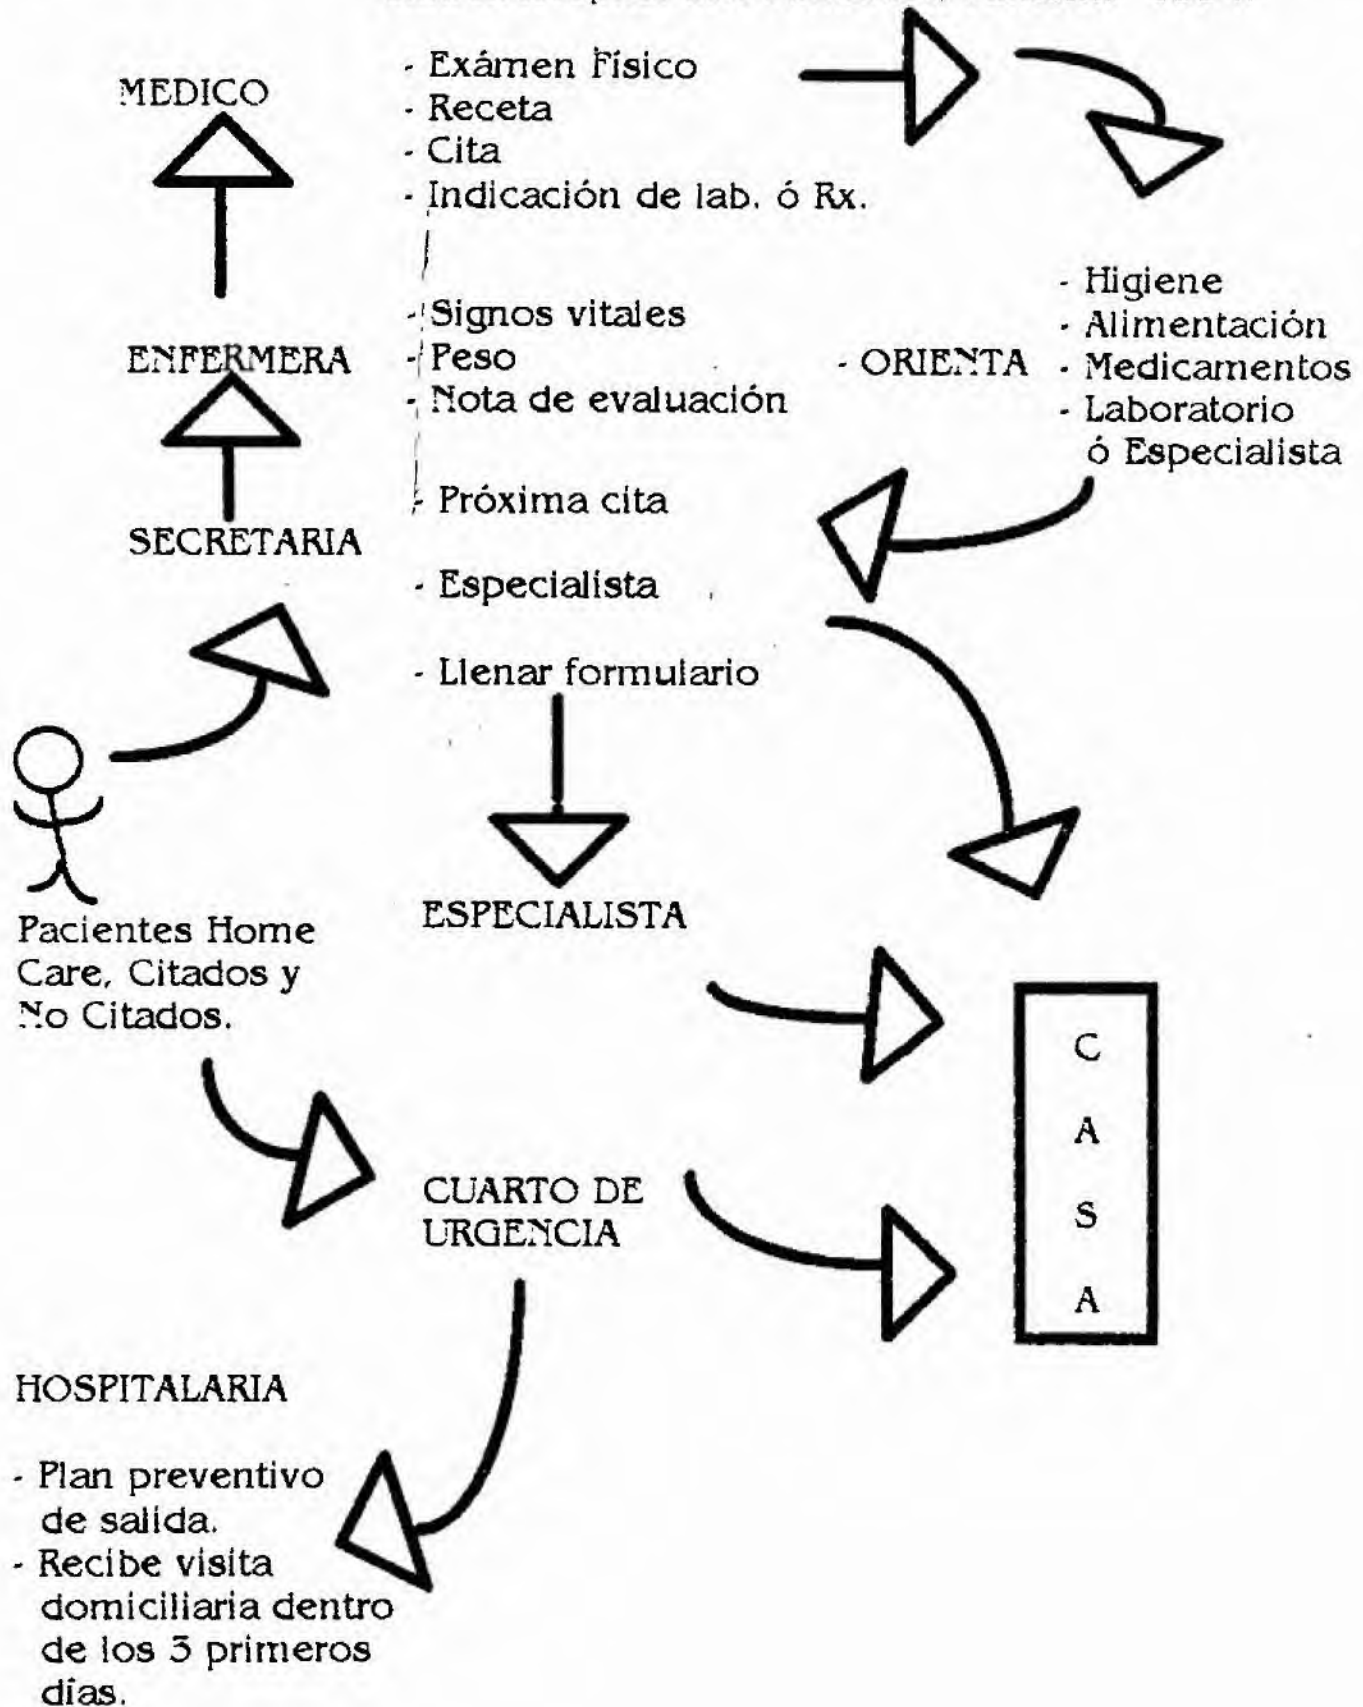 MEDICO
- Exámen Físico
- Receta
- Cita
- Indicación de lab. ó Rx.
ENFERMERA
- Signos vitales
- Peso
- Nota de evaluación
- ORIENTA
- Higiene
- Alimentación
- Medicamentos
- Laboratorio
ó Especialista
SECRETARIA
- Próxima cita
- Especialista
- Llenar formulario
Pacientes Home
Care, Citados y
No Citados.
ESPECIALISTA
C
A
S
A
CUARTO DE
URGENCIA
HOSPITALARIA
- Plan preventivo
de salida.
- Recibe visita
domiciliaria dentro
de los 3 primeros
días.